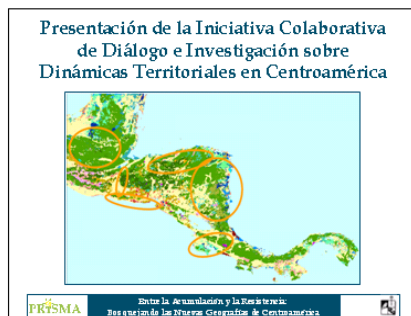 Presentación de la Iniciativa Colaborativa
de Diálogo e Investigación sobre
Dinámicas Territoriales en Centroamérica
PRiSMA
Entre la Acumulación y la Resistencia:
Bosquejando las Nuevas Geografías de Centroamérica